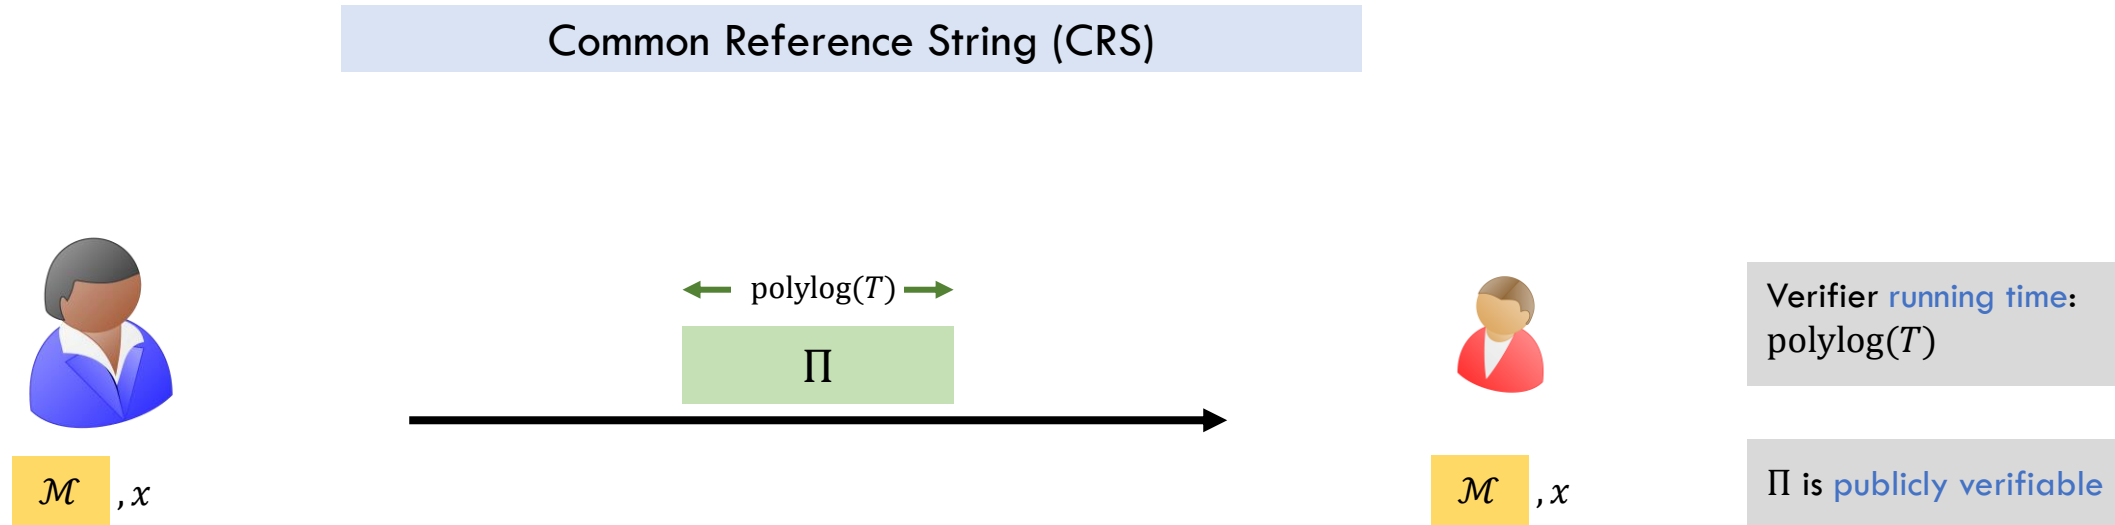 Common Reference String (CRS)
polylog(T)
Π
ℳ , x
ℳ , x
Verifier running time:
polylog(T)
Π is publicly verifiable